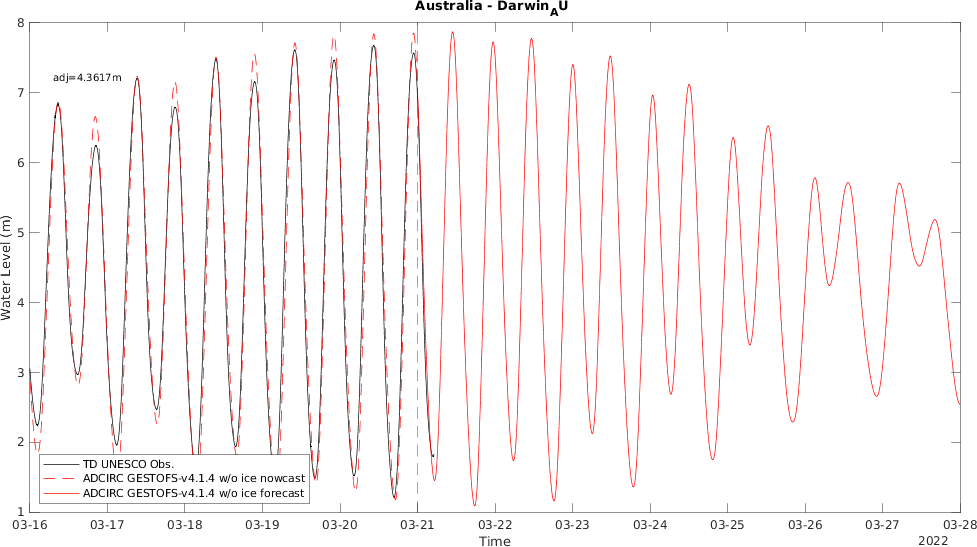 Australia - Darwin_AU
8
adj=4.3617m
7
6
5
Water Level (m)
4
3
2
TD UNESCO Obs.
ADCIRC GESTOFS-v4.1.4 w/o ice nowcast
ADCIRC GESTOFS-v4.1.4 w/o ice forecast
1
03-16 03-17 03-18 03-19 03-20 03-21 03-22 03-23 03-24 03-25 03-26 03-27 03-28
Time
2022